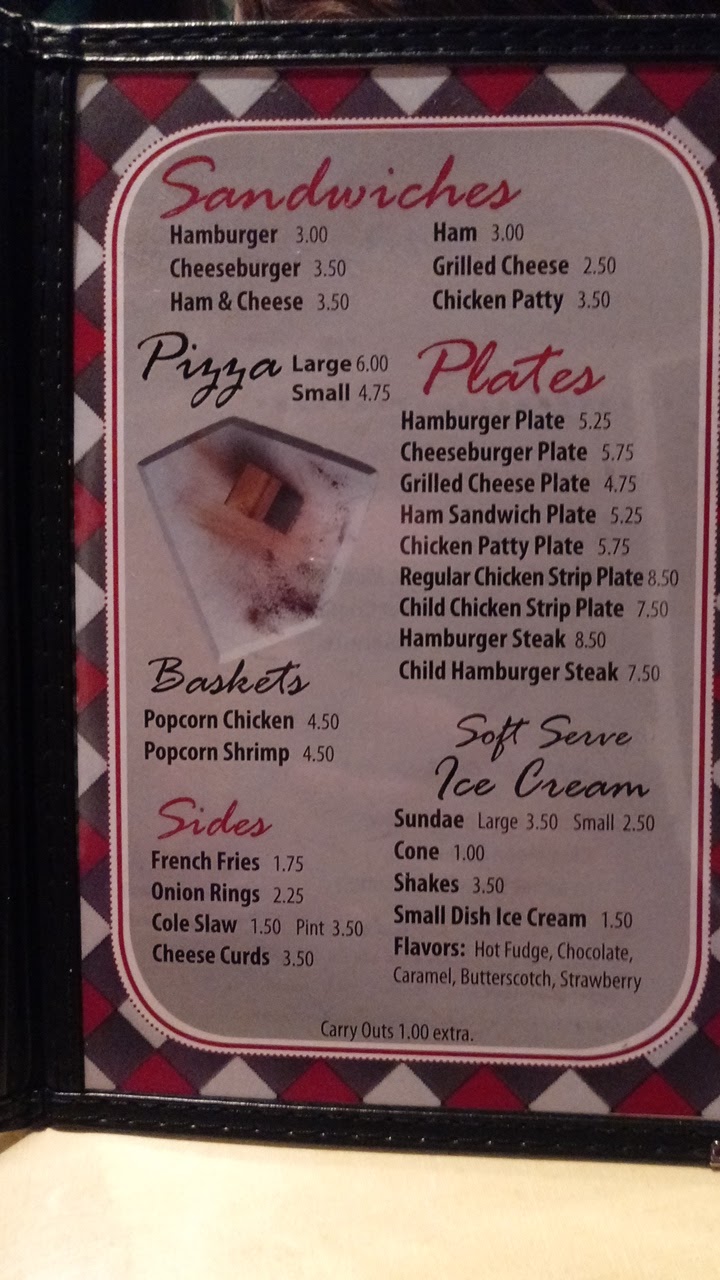 Sandwiches
Hamburger 3.00
Cheeseburger 3.50
Ham & Cheese 3.50
Ham 3.00
Grilled Cheese 2.50
Chicken Patty 3.50
Pizza Large 6.00
Small 4.75
Baskets
Popcorn Chicken 4.50
Popcorn Shrimp 4.50
Sides
French Fries 1.75
Onion Rings 2.25
Cole Slaw 1.50 Pint 3.50
Cheese Curds 3.50
Plates
Hamburger Plate 5.25
Cheeseburger Plate 5.75
Grilled Cheese Plate 4.75
Ham Sandwich Plate 5.25
Chicken Patty Plate 5.75
Regular Chicken Strip Plate 8.50
Child Chicken Strip Plate 7.50
Hamburger Steak 8.50
Child Hamburger Steak 7.50
Soft Serve
Ice Cream
Sundae Large 3.50 Small 2.50
Cone 1.00
Shakes 3.50
Small Dish Ice Cream 1.50
Flavors: Hot Fudge, Chocolate,
Caramel, Butterscotch, Strawberry
Carry Outs 1.00 extra.